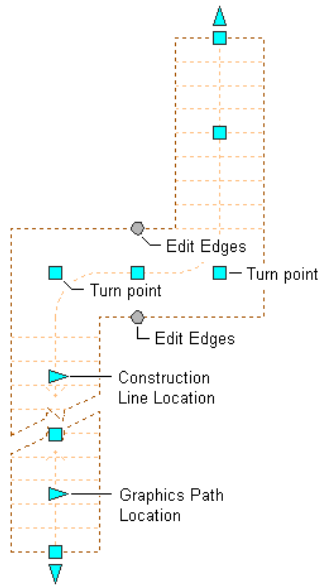 Edit Edges
Turn point
Turn point
Edit Edges
Construction
Line Location
Graphics Path
Location